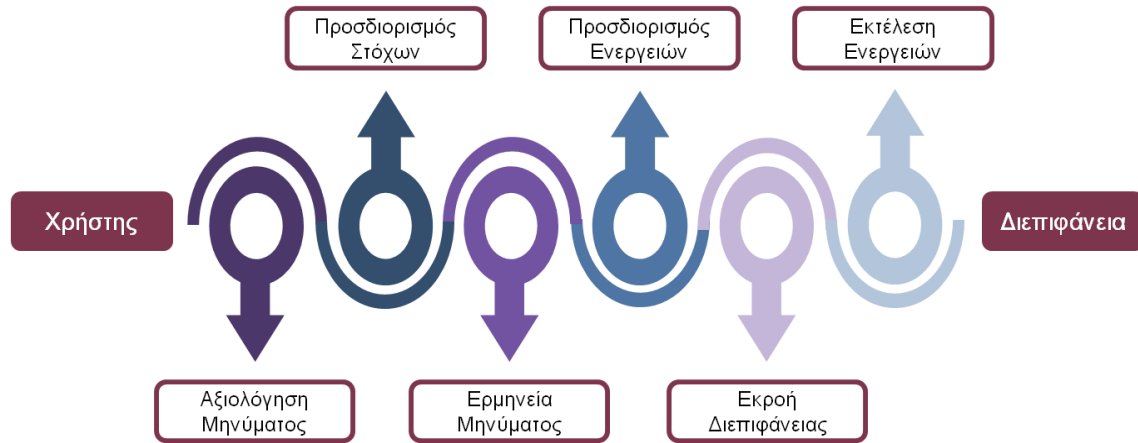 Προσδιορισμός
Στόχων
Προσδιορισμός
Ενεργειών
Εκτέλεση
Ενεργειών
Χρήστης
Διεπιφάνεια
Αξιολόγηση
Μηνύματος
Ερμηνεία
Μηνύματος
Εκροή
Διεπιφάνειας